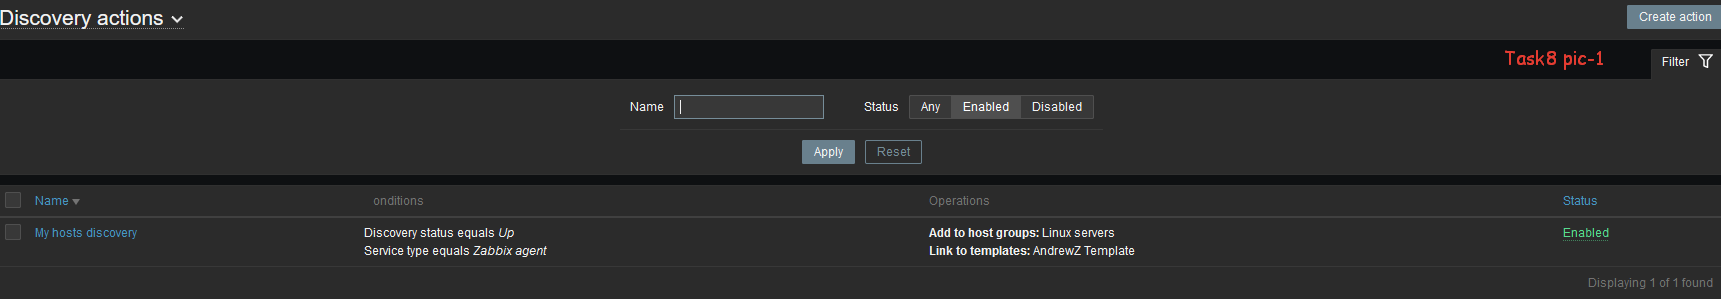 Discovery actions
Create action
Task8 pic-1
Filter
Name Status Any Enabled Disabled
Apply Reset
Name onditions Operations Status
My hosts discovery Discovery status equals Up Add to host groups: Linux servers Enabled
Service type equals Zabbix agent Link to templates: AndrewZ Template
Displaying 1 of 1 found